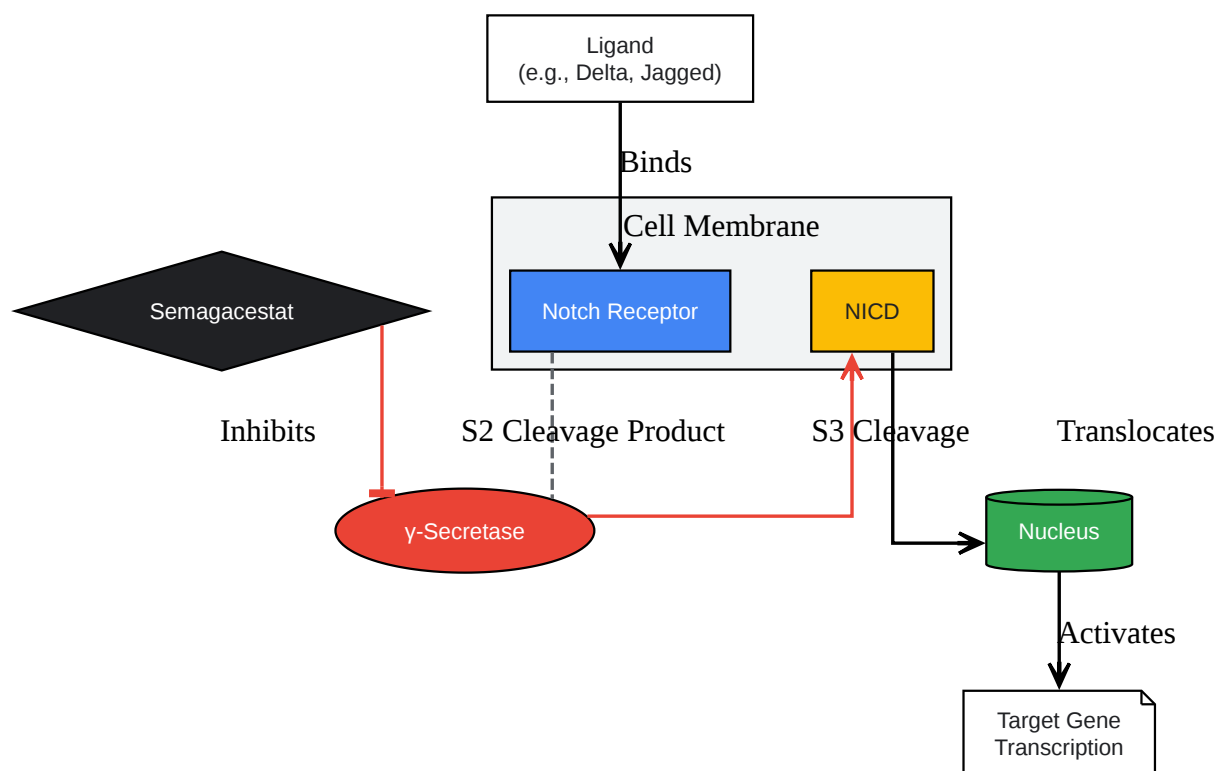 Ligand
(e.g., Delta, Jagged)
Binds
Cell Membrane
Semagacestat
Notch Receptor
NICD
Inhibits
S2 Cleavage Product
S3 Cleavage
Translocates
γ-Secretase
Nucleus
Activates
Target Gene
Transcription